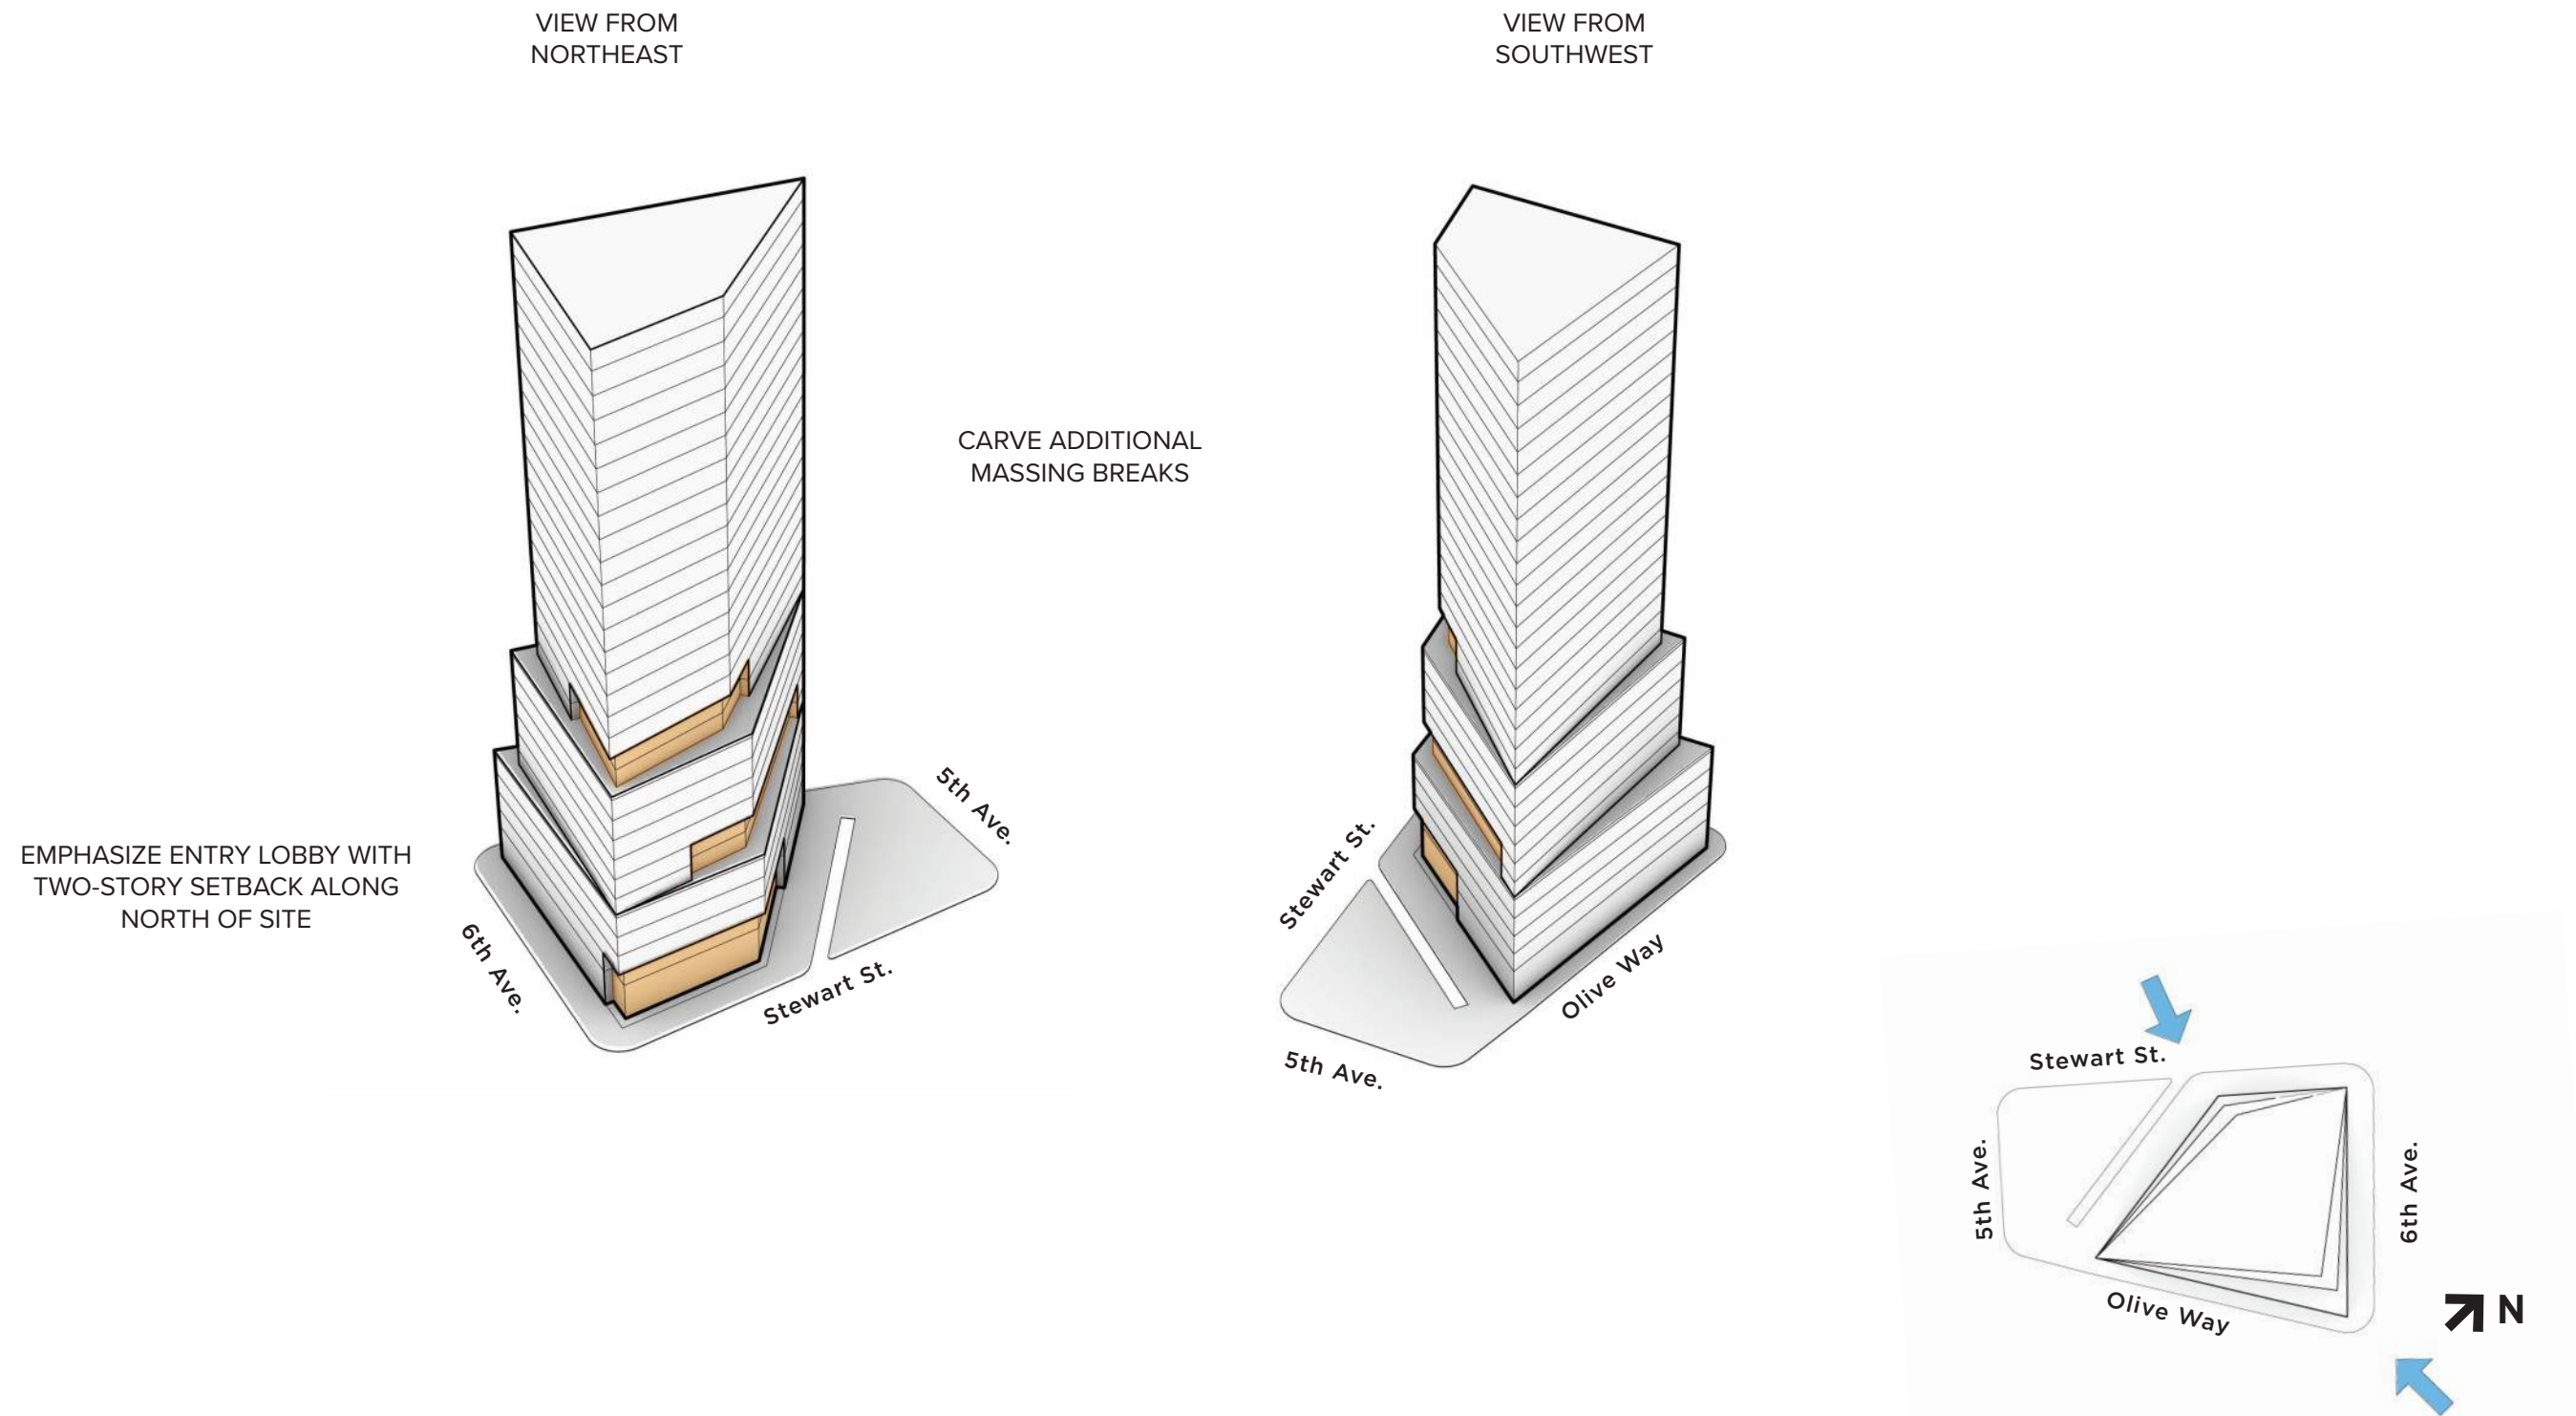 VIEW FROM
NORTHEAST
VIEW FROM
SOUTHWEST
CARVE ADDITIONAL
MASSING BREAKS
EMPHASIZE ENTRY LOBBY WITH
TWO-STORY SETBACK ALONG
NORTH OF SITE
5th Ave.
6th Ave.
Stewart St.
Stewart St.
Olive Way
5th Ave.
Stewart St.
5th Ave.
6th Ave.
Olive Way
N